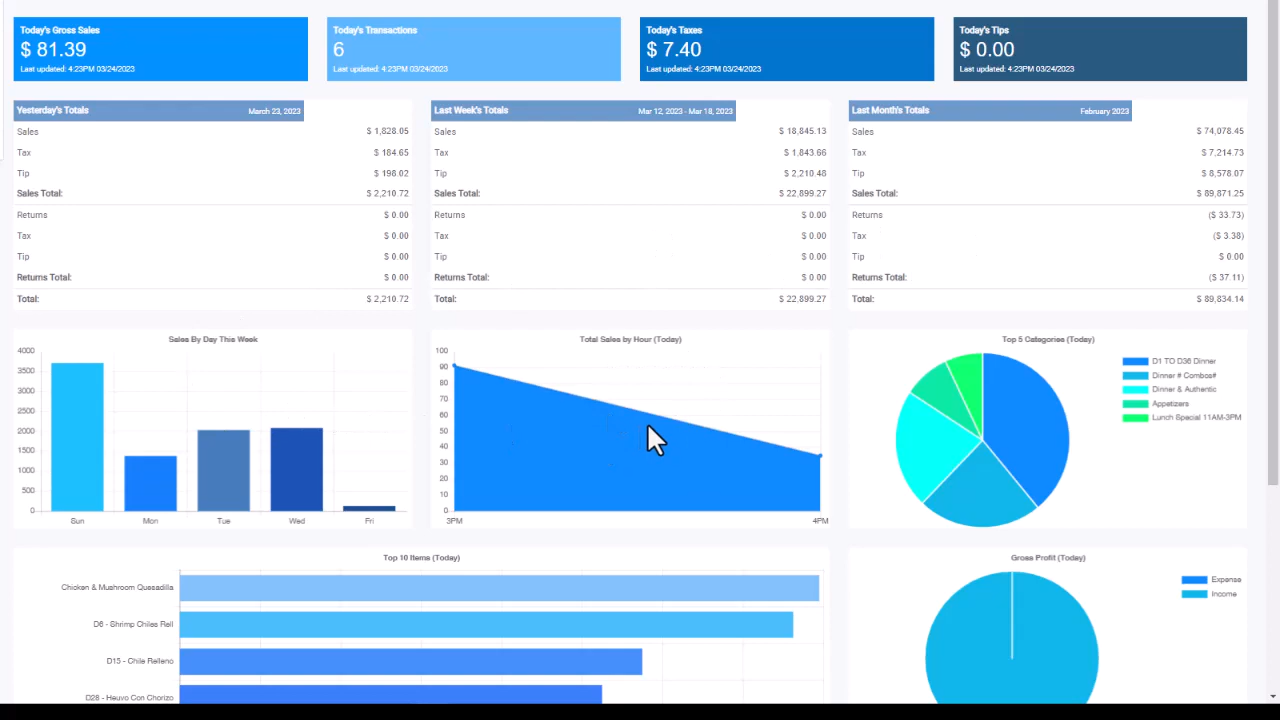 Today's Gross Sales
$ 81.39
Last updated: 4:23PM 03/24/2023
Today's Transactions
6
Last updated: 4:23PM 03/24/2023
Today's Taxes
$ 7.40
Last updated: 4:23PM 03/24/2023
Today's Tips
$ 0.00
Last updated: 4:23PM 03/24/2023
Yesterday's Totals March 23, 2023
Sales $ 1,828.05
Tax $ 184.65
Tip $ 198.02
Sales Total: $ 2,210.72
Returns $ 0.00
Tax $ 0.00
Tip $ 0.00
Returns Total: $ 0.00
Total: $ 2,210.72
Last Week's Totals Mar 12, 2023 - Mar 18, 2023
Sales $ 18,845.13
Tax $ 1,843.66
Tip $ 2,210.48
Sales Total: $ 22,899.27
Returns $ 0.00
Tax $ 0.00
Tip $ 0.00
Returns Total: $ 0.00
Total: $ 22,899.27
Last Month's Totals February 2023
Sales $ 74,078.45
Tax $ 7,214.73
Tip $ 8,578.07
Sales Total: $ 89,871.25
Returns ($ 33.73)
Tax ($ 3.38)
Tip $ 0.00
Returns Total: ($ 37.11)
Total: $ 89,834.14
Sales By Day This Week
4000
3500
3000
2500
2000
1500
1000
500
0
Sun Mon Tue Wed Fri
Total Sales by Hour (Today)
100
90
80
70
60
50
40
30
20
10
0
3PM 4PM
Top 5 Categories (Today)
D1 TO D36 Dinner
Dinner # Combos#
Dinner & Authentic
Appetizers
Lunch Special 11AM-3PM
Top 10 Items (Today)
Chicken & Mushroom Quesadilla
D6 - Shrimp Chiles Rell
D15 - Chile Relleno
D28 - Heuvo Con Chorizo
Gross Profit (Today)
Expense
Income